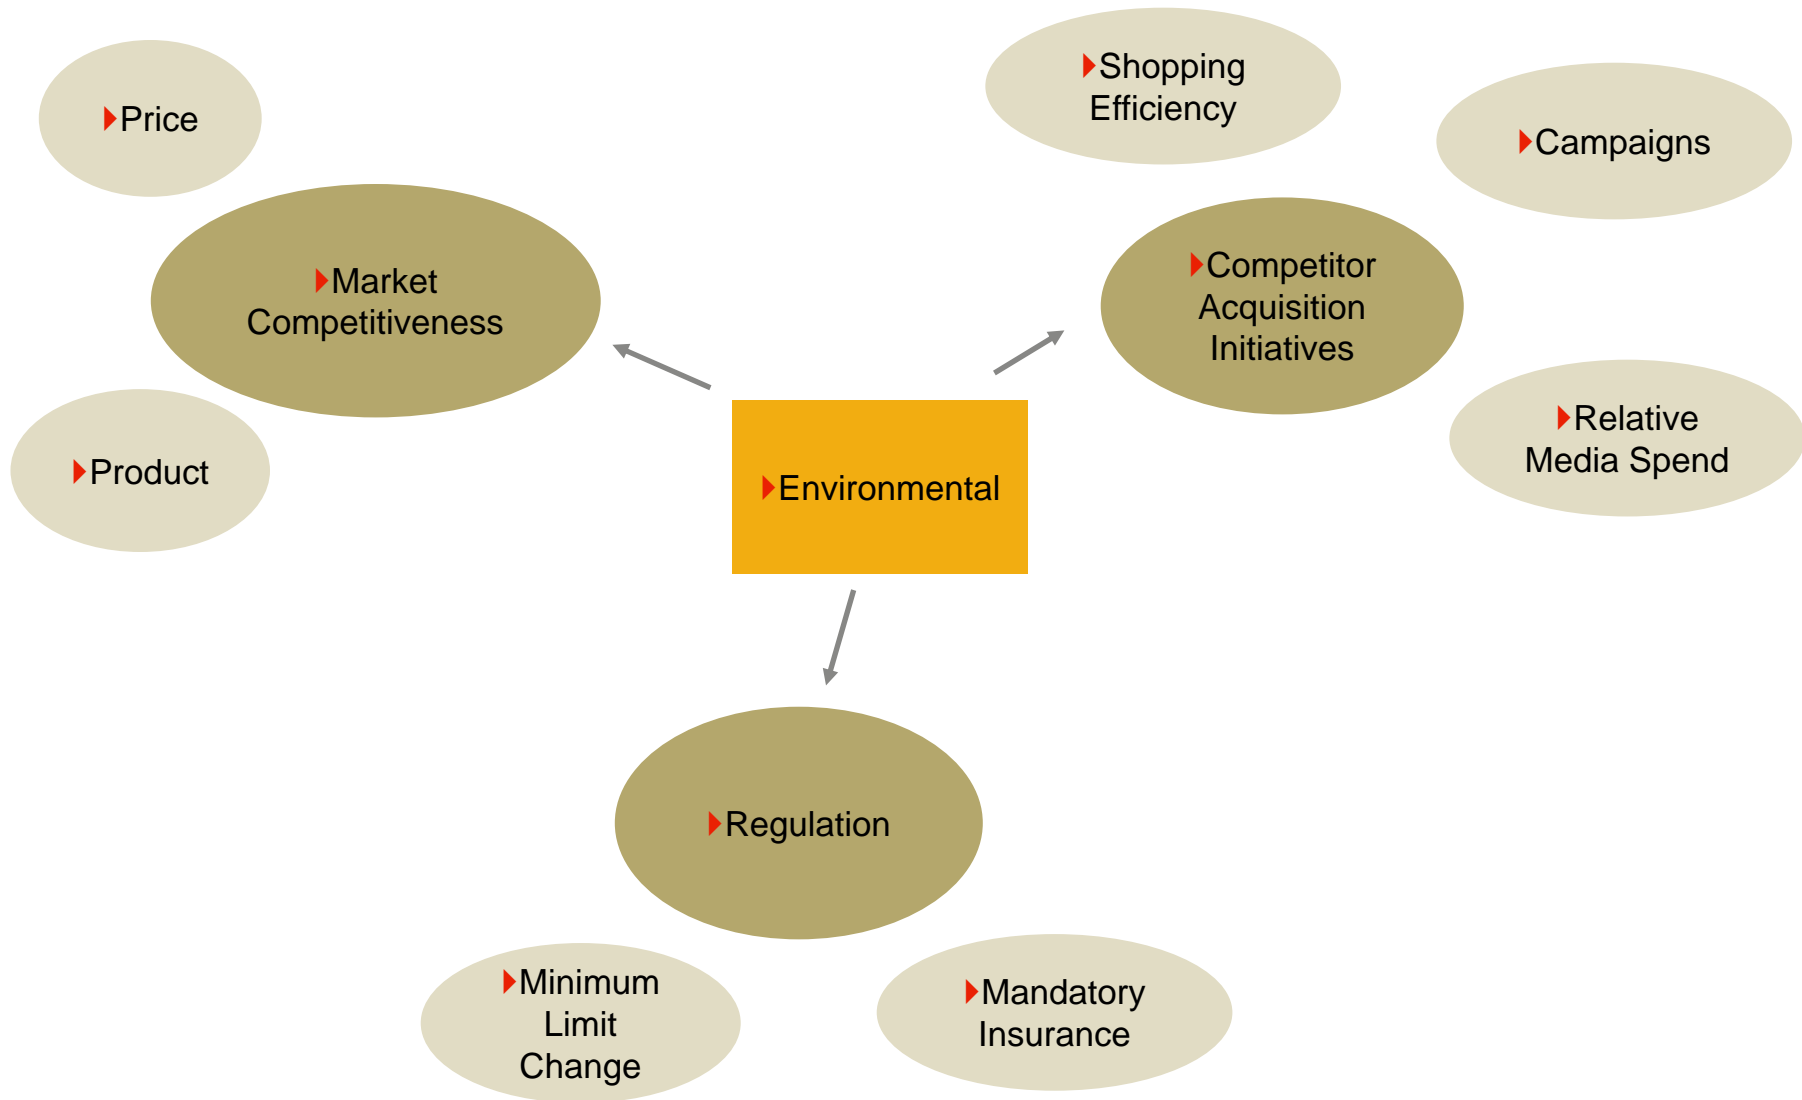 Price
Market
Competitiveness
Product
Shopping
Efficiency
Campaigns
Competitor
Acquisition
Initiatives
Relative
Media Spend
Environmental
Regulation
Minimum
Limit
Change
Mandatory
Insurance